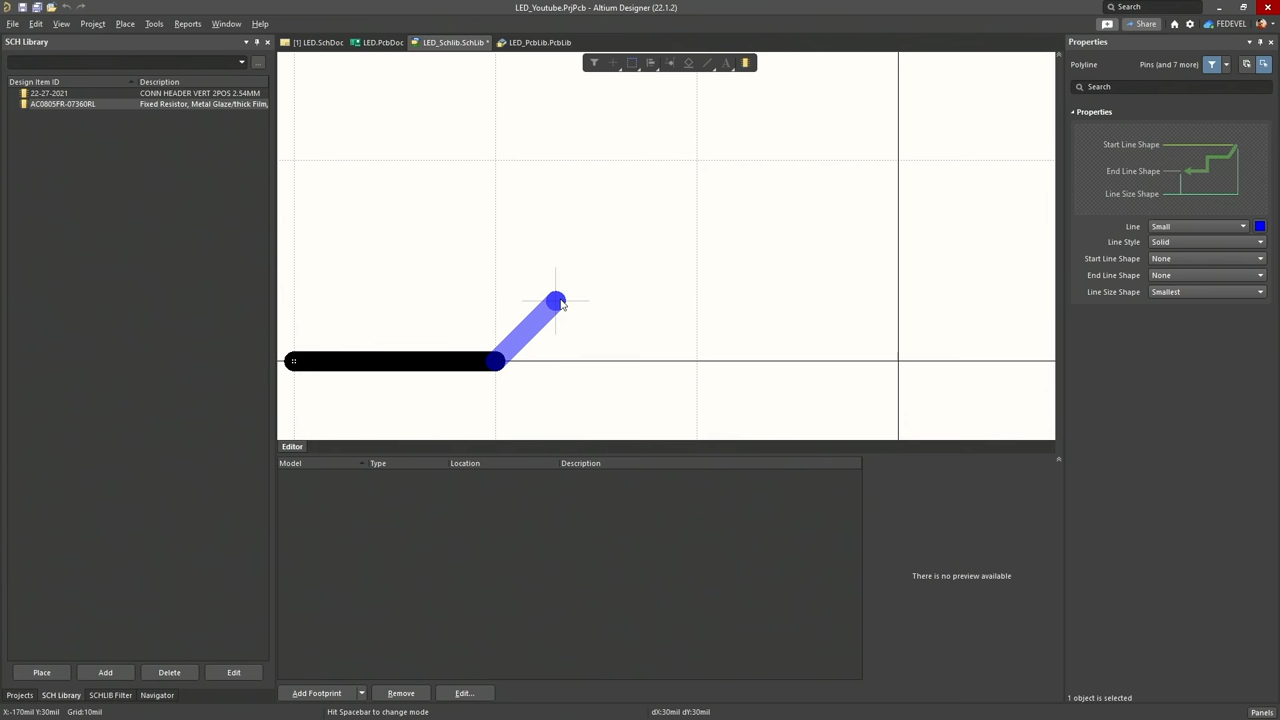 LED_Youtube.PrjPcb - Altium Designer (22.1.2)
Search
File Edit View Project Place Tools Reports Window Help
Share
FEDEVEL
SCH Library
[1] LED.SchDoc LED.PcbDoc LED_Schlib.SchLib * LED_PcbLib.PcbLib
Properties
Polyline
Pins (and 7 more)
...
Search
Design Item ID Description
22-27-2021 CONN HEADER VERT 2POS 2.54MM
AC0805FR-07360RL Fixed Resistor, Metal Glaze/thick Film,
Properties
Start Line Shape
End Line Shape
Line Size Shape
Line Small
Line Style Solid
Start Line Shape None
End Line Shape None
Line Size Shape Smallest
Editor
Model Type Location Description
There is no preview available
Place Add Delete Edit
Add Footprint Remove Edit...
Projects SCH Library SCHLIB Filter Navigator
1 object is selected
X:-170mil Y:30mil Grid:10mil Hit Spacebar to change mode dX:30mil dY:30mil Panels